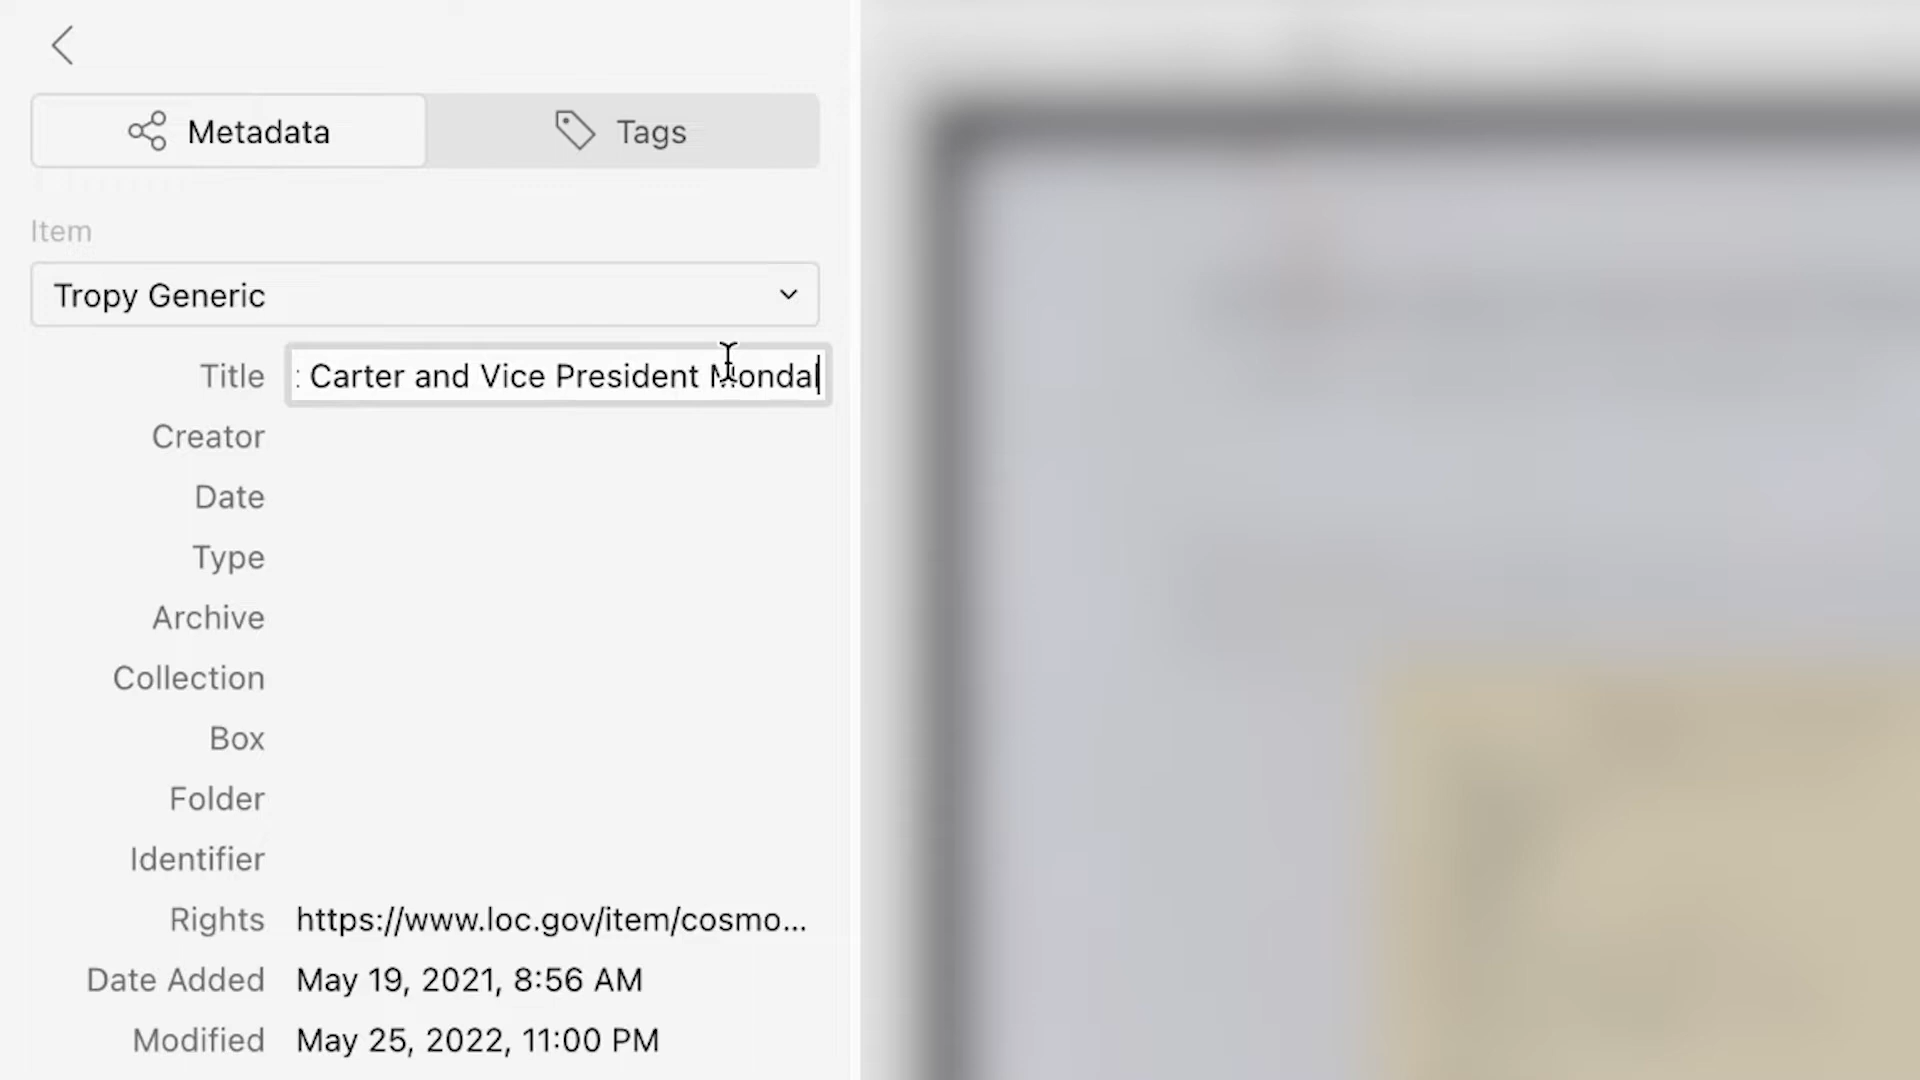 Metadata
Tags
Item
Tropy Generic
Title : Carter and Vice President Mondal
Creator
Date
Type
Archive
Collection
Box
Folder
Identifier
Rights https://www.loc.gov/item/cosmo...
Date Added May 19, 2021, 8:56 AM
Modified May 25, 2022, 11:00 PM